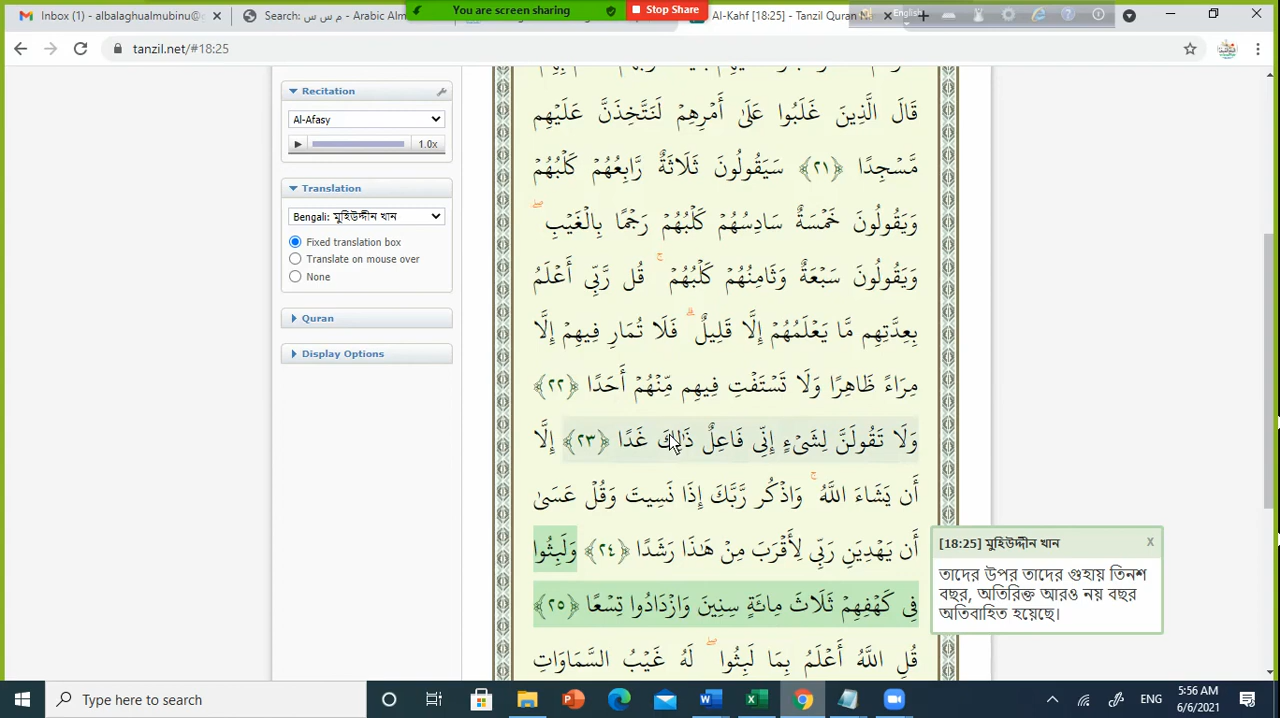 Inbox (1) - albalaghualmubinu@
Search: م س س - Arabic Alm
You are screen sharing
Stop Share
Al-Kahf [18:25] - Tanzil Quran N
English
tanzil.net/#18:25
Recitation
Al-Afasy
1.0x
Translation
Bengali: মুহিউদ্দীন খান
Fixed translation box
Translate on mouse over
None
Quran
Display Options
قَالَ الَّذِينَ غَلَبُوا عَلَىٰ أَمْرِهِمْ لَنَتَّخِذَنَّ عَلَيْهِم
مَّسْجِدًا ﴿٢١﴾ سَيَقُولُونَ ثَلَاثَةٌ رَّابِعُهُمْ كَلْبُهُمْ
وَيَقُولُونَ خَمْسَةٌ سَادِسُهُمْ كَلْبُهُمْ رَجْمًا بِالْغَيْبِ ۖ
وَيَقُولُونَ سَبْعَةٌ وَثَامِنُهُمْ كَلْبُهُمْ ۚ قُل رَّبِّي أَعْلَمُ
بِعِدَّتِهِم مَّا يَعْلَمُهُمْ إِلَّا قَلِيلٌ ۗ فَلَا تُمَارِ فِيهِمْ إِلَّا
مِرَاءً ظَاهِرًا وَلَا تَسْتَفْتِ فِيهِم مِّنْهُمْ أَحَدًا ﴿٢٢﴾
وَلَا تَقُولَنَّ لِشَيْءٍ إِنِّي فَاعِلٌ ذَٰلِكَ غَدًا ﴿٢٣﴾ إِلَّا
أَن يَشَاءَ اللَّهُ ۚ وَاذْكُر رَّبَّكَ إِذَا نَسِيتَ وَقُلْ عَسَىٰ
أَن يَهْدِيَنِ رَبِّي لِأَقْرَبَ مِنْ هَٰذَا رَشَدًا ﴿٢٤﴾ وَلَبِثُوا
فِي كَهْفِهِمْ ثَلَاثَ مِائَةٍ سِنِينَ وَازْدَادُوا تِسْعًا ﴿٢٥﴾
قُلِ اللَّهُ أَعْلَمُ بِمَا لَبِثُوا ۖ لَهُ غَيْبُ السَّمَاوَاتِ
[18:25] মুহিউদ্দীন খান
X
তাদের উপর তাদের গুহায় তিনশ
বছর, অতিরিক্ত আরও নয় বছর
অতিবাহিত হয়েছে।
Type here to search
ENG
5:56 AM
6/6/2021